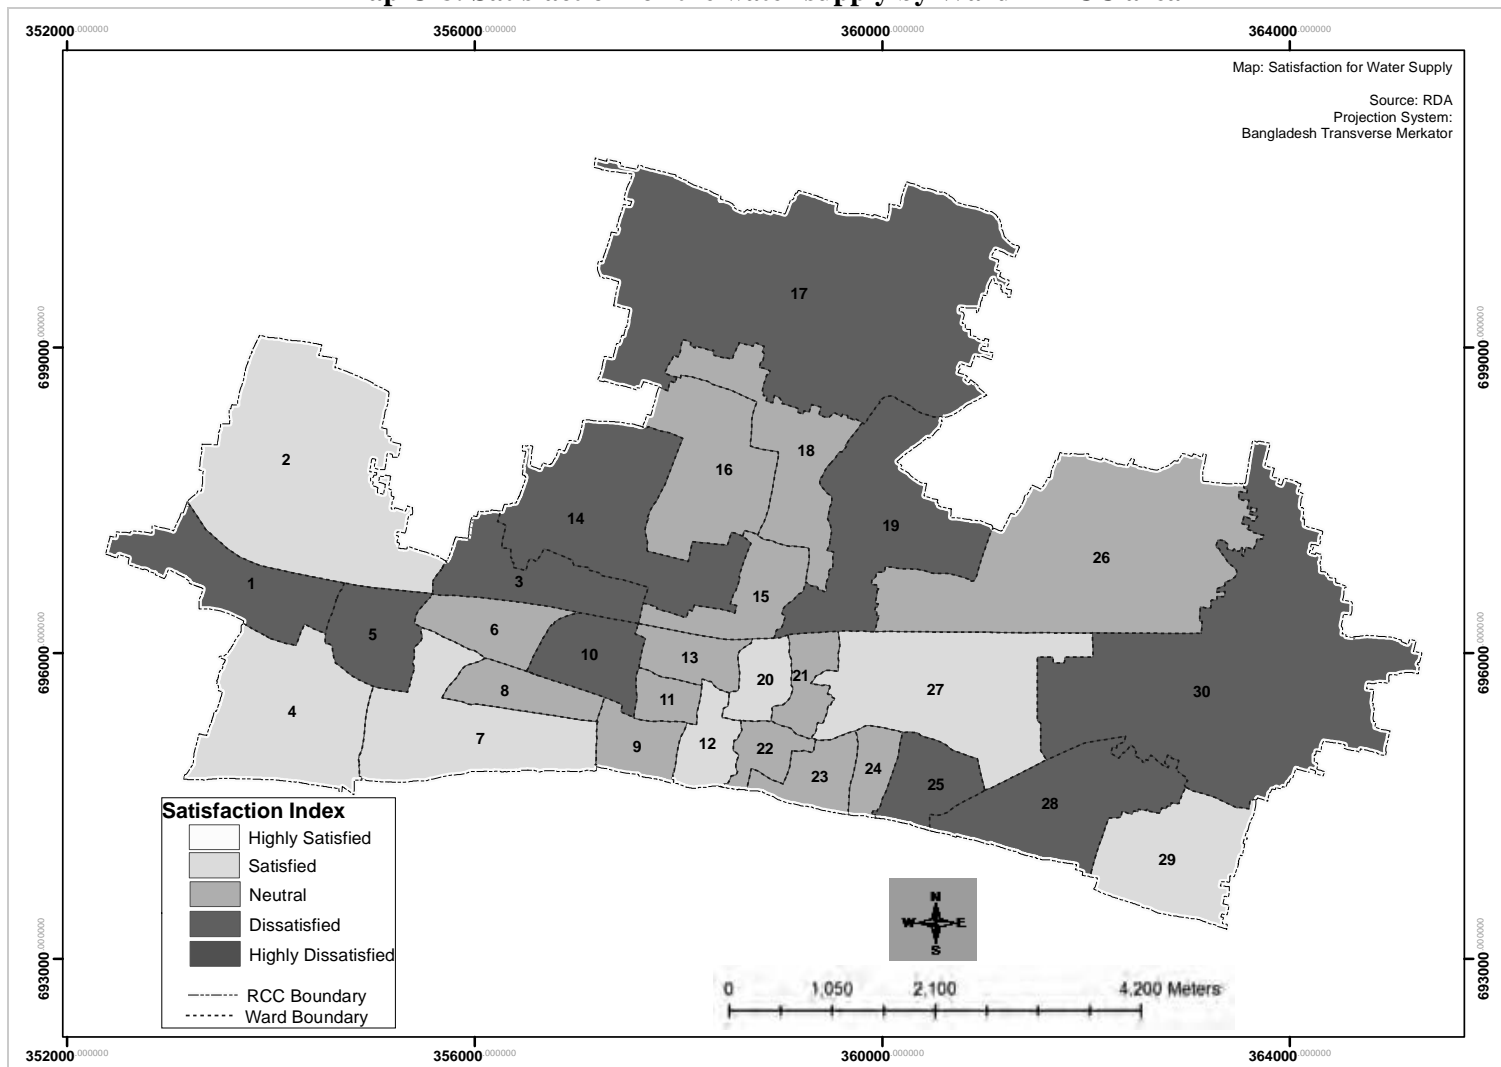 352000.000000 356000.000000 360000.000000 364000.000000
Map: Satisfaction for Water Supply
Source: RDA
Projection System:
Bangladesh Transverse Merkator
699000.000000
699000.000000
696000.000000
696000.000000
693000.000000
693000.000000
17
2
18
16
14
19
26
3
1
15
6
5
13
10
20
21
8
27
30
11
4
7
12
9
22
24
23
25
28
29
Satisfaction Index
Highly Satisfied
Satisfied
Neutral
Dissatisfied
Highly Dissatisfied
RCC Boundary
Ward Boundary
N
W E
S
0 1,050 2,100 4,200 Meters
352000.000000 356000.000000 360000.000000 364000.000000